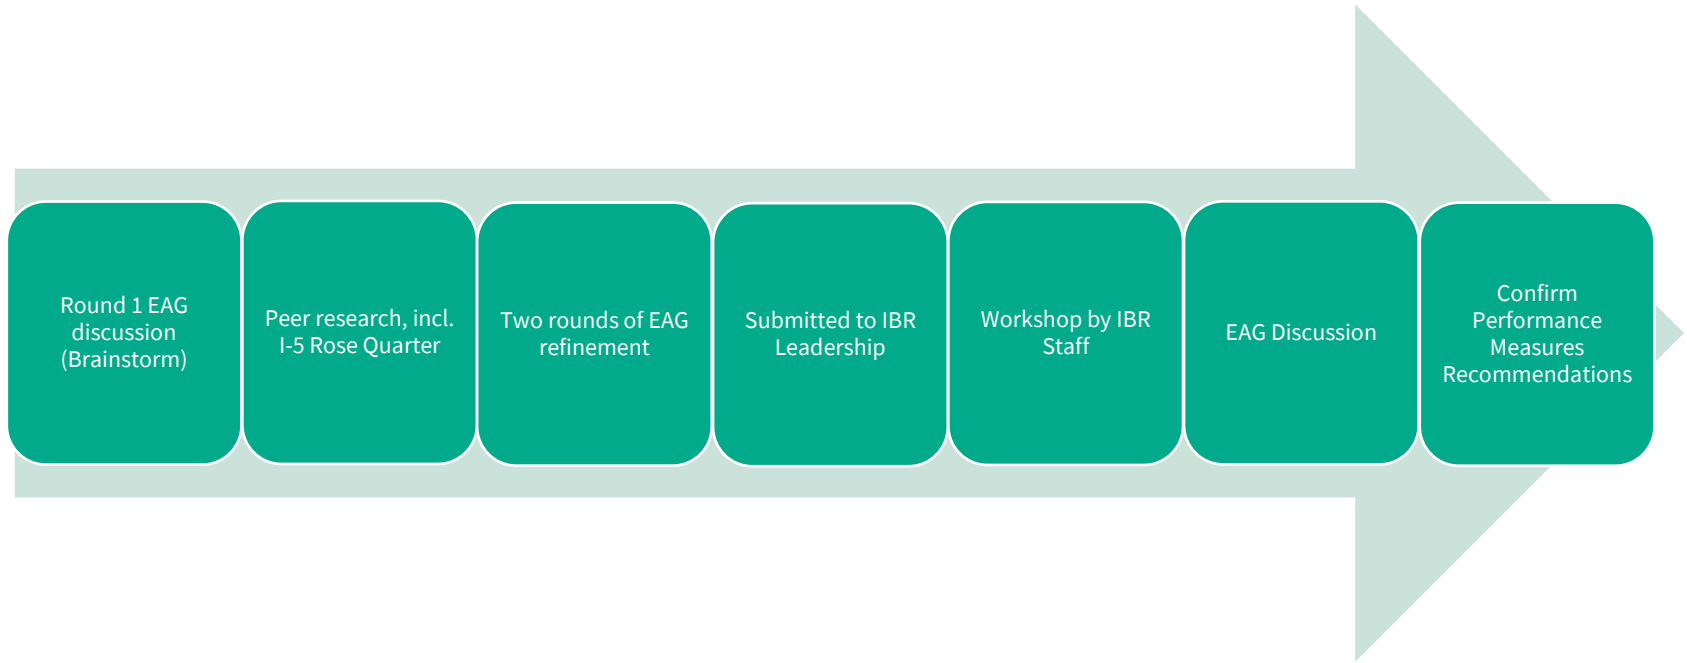 Round 1 EAG
discussion
(Brainstorm)
Peer research, incl.
I-5 Rose Quarter
Two rounds of EAG
refinement
Submitted to IBR
Leadership
Workshop by IBR
Staff
EAG Discussion
Confirm
Performance
Measures
Recommendations